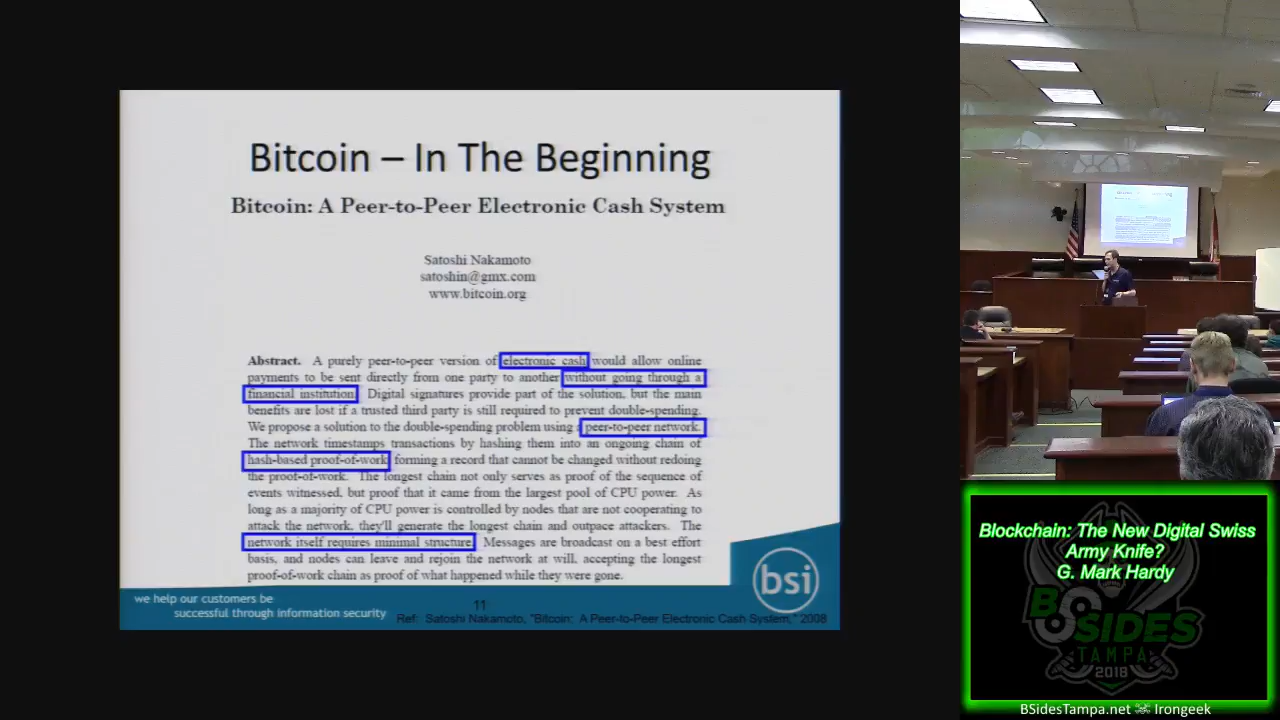 Bitcoin – In The Beginning
Bitcoin: A Peer-to-Peer Electronic Cash System
Satoshi Nakamoto
satoshin@gmx.com
www.bitcoin.org
Abstract. A purely peer-to-peer version of electronic cash would allow online
payments to be sent directly from one party to another without going through a
financial institution. Digital signatures provide part of the solution, but the main
benefits are lost if a trusted third party is still required to prevent double-spending.
We propose a solution to the double-spending problem using a peer-to-peer network.
The network timestamps transactions by hashing them into an ongoing chain of
hash-based proof-of-work, forming a record that cannot be changed without redoing
the proof-of-work. The longest chain not only serves as proof of the sequence of
events witnessed, but proof that it came from the largest pool of CPU power. As
long as a majority of CPU power is controlled by nodes that are not cooperating to
attack the network, they'll generate the longest chain and outpace attackers. The
network itself requires minimal structure. Messages are broadcast on a best effort
basis, and nodes can leave and rejoin the network at will, accepting the longest
proof-of-work chain as proof of what happened while they were gone.
we help our customers be
successful through information security
bsi
11
Ref: Satoshi Nakamoto, "Bitcoin: A Peer-to-Peer Electronic Cash System," 2008
Blockchain: The New Digital Swiss
Army Knife?
G. Mark Hardy
BSIDES
TAMPA
2018
BSidesTampa.net ☠ Irongeek